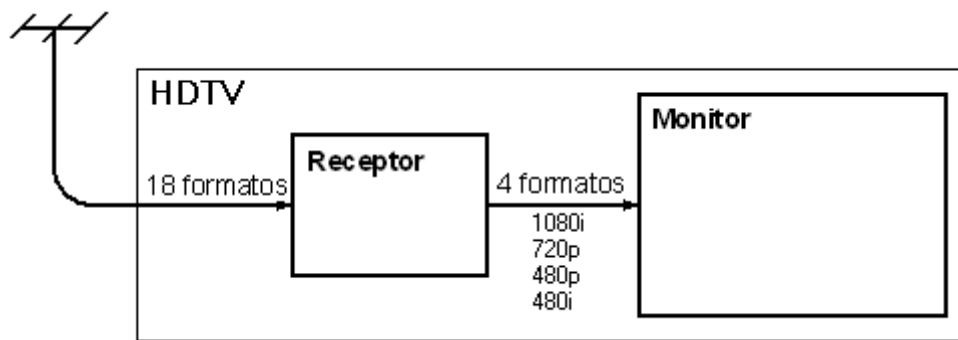 HDTV
18 formatos
Receptor
4 formatos
1080i
720p
480p
480i
Monitor